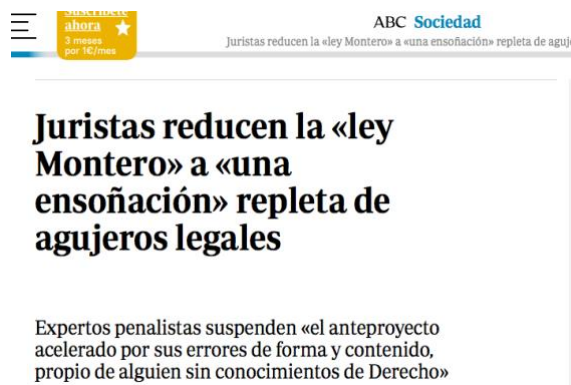 Suscríbete
ahora
3 meses
por 1€/mes
ABC Sociedad
Juristas reducen la «ley Montero» a «una ensoñación» repleta de aguje
Juristas reducen la «ley
Montero» a «una
ensoñación» repleta de
agujeros legales
Expertos penalistas suspenden «el anteproyecto
acelerado por sus errores de forma y contenido,
propio de alguien sin conocimientos de Derecho»